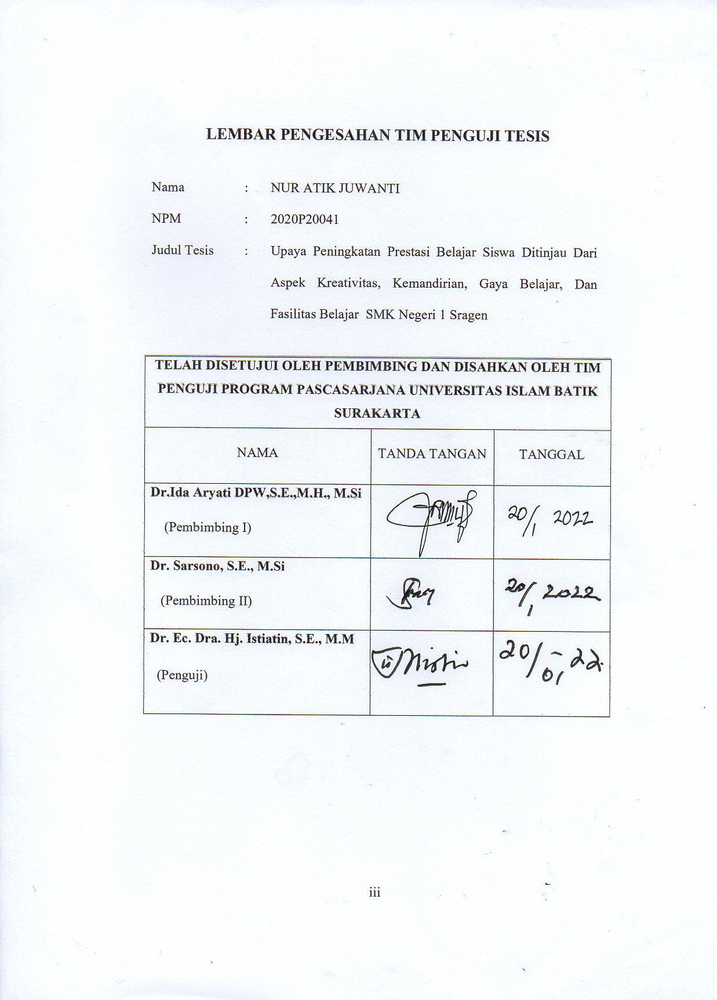 LEMBAR PENGESAHAN TIM PENGUJI TESIS
Nama : NUR ATIK JUWANTI
NPM : 2020P20041
Judul Tesis : Upaya Peningkatan Prestasi Belajar Siswa Ditinjau Dari
Aspek Kreativitas, Kemandirian, Gaya Belajar, Dan
Fasilitas Belajar SMK Negeri 1 Sragen
TELAH DISETUJUI OLEH PEMBIMBING DAN DISAHKAN OLEH TIM
PENGUJI PROGRAM PASCASARJANA UNIVERSITAS ISLAM BATIK
SURAKARTA
NAMA TANDA TANGAN TANGGAL
Dr.Ida Aryati DPW,S.E.,M.H., M.Si
(Pembimbing I) 20/1 2022
Dr. Sarsono, S.E., M.Si
(Pembimbing II) 20/1 2022
Dr. Ec. Dra. Hj. Istiatin, S.E., M.M
(Penguji) 20/01-22
iii